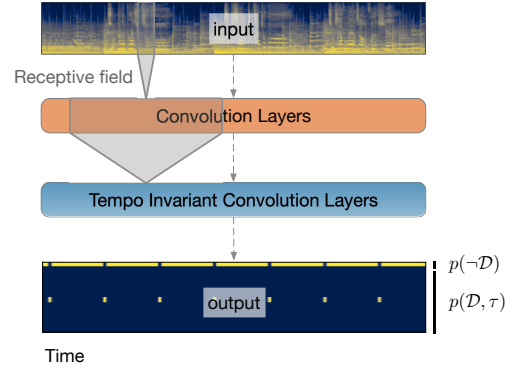 input
Receptive field
Convolution Layers
Tempo Invariant Convolution Layers
p(¬𝒟)
output
p(𝒟, τ)
Time